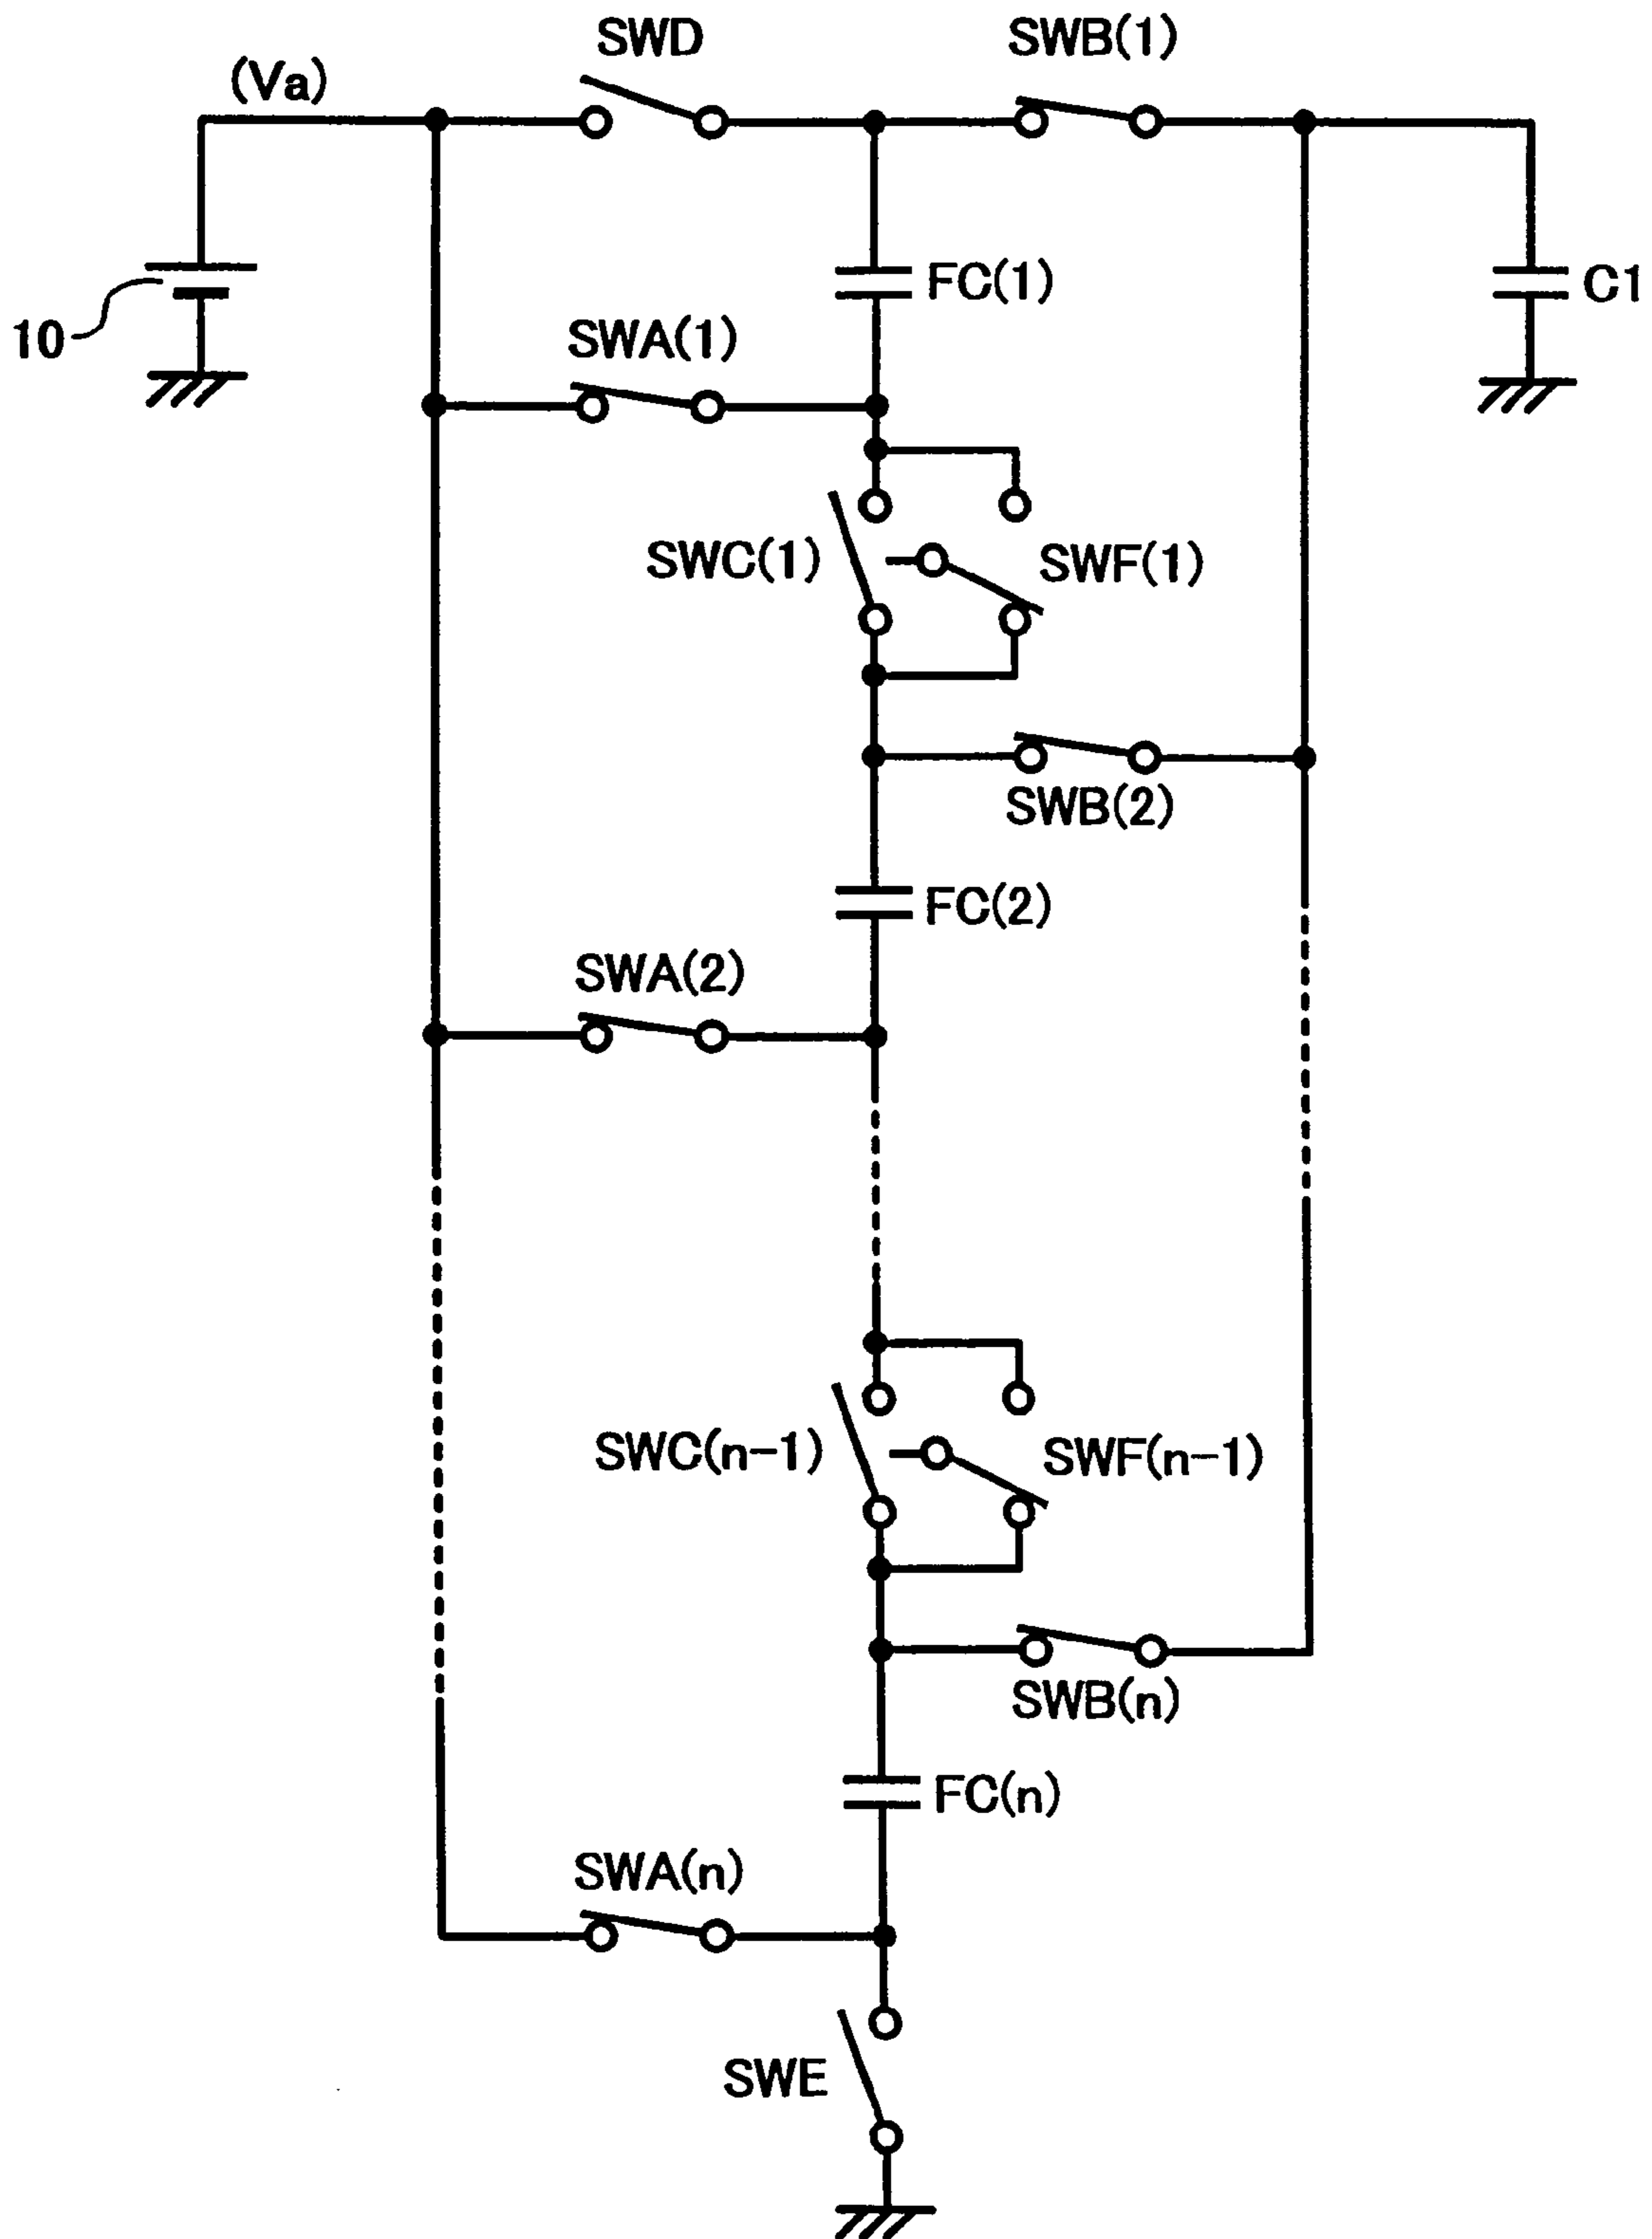 SWD
SWB(1)
(Va)
FC(1)
C1
10
SWA(1)
SWC(1)
SWF(1)
SWB(2)
FC(2)
SWA(2)
SWC(n-1)
SWF(n-1)
SWB(n)
FC(n)
SWA(n)
SWE